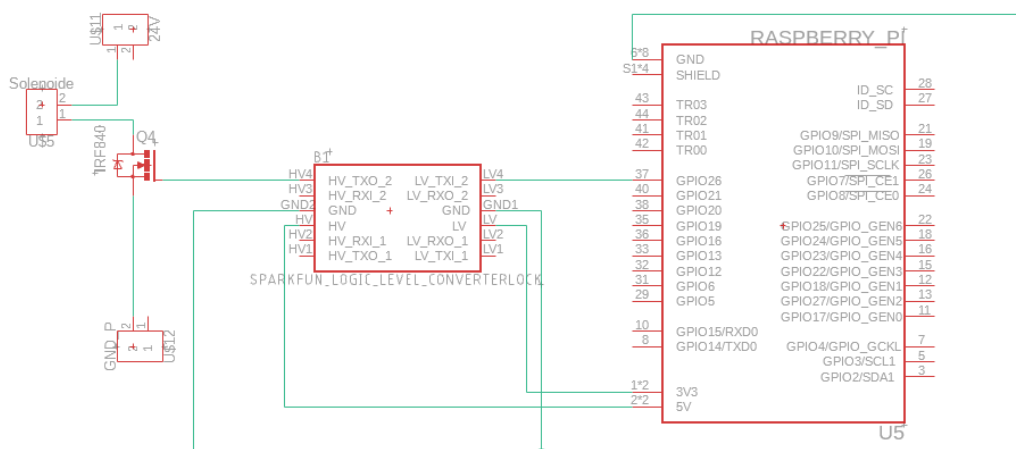 U$11
1 2
24V
1 2
Solenoide
2 2
1 1
U$5
Q4
IRF840
GND_P
2 1
2 1
U$12
B1
HV4 HV_TXO_2 LV_TXI_2 LV4
HV3 HV_RXI_2 LV_RXO_2 LV3
GND2 GND GND GND1
HV HV LV LV
HV2 HV_RXI_1 LV_RXO_1 LV2
HV1 HV_TXO_1 LV_TXI_1 LV1
SPARKFUN_LOGIC_LEVEL_CONVERTERLOCK
RASPBERRY_PI
6*8 GND
S1*4 SHIELD
43 TR03
44 TR02
41 TR01
42 TR00
37 GPIO26
40 GPIO21
38 GPIO20
35 GPIO19
36 GPIO16
33 GPIO13
32 GPIO12
31 GPIO6
29 GPIO5
10 GPIO15/RXD0
8 GPIO14/TXD0
1*2 3V3
2*2 5V
ID_SC 28
ID_SD 27
GPIO9/SPI_MISO 21
GPIO10/SPI_MOSI 19
GPIO11/SPI_SCLK 23
GPIO7/SPI_CE1 26
GPIO8/SPI_CE0 24
GPIO25/GPIO_GEN6 22
GPIO24/GPIO_GEN5 18
GPIO23/GPIO_GEN4 16
GPIO22/GPIO_GEN3 15
GPIO18/GPIO_GEN1 12
GPIO27/GPIO_GEN2 13
GPIO17/GPIO_GEN0 11
GPIO4/GPIO_GCKL 7
GPIO3/SCL1 5
GPIO2/SDA1 3
U5